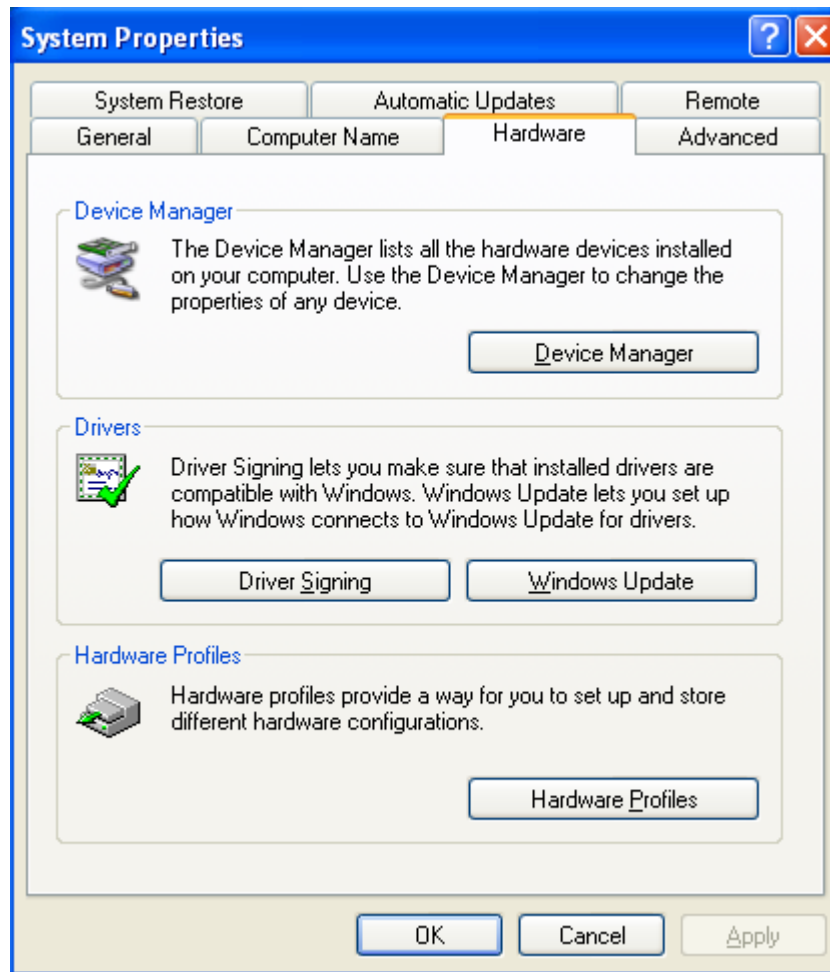 System Properties
System Restore Automatic Updates Remote
General Computer Name Hardware Advanced
Device Manager
The Device Manager lists all the hardware devices installed
on your computer. Use the Device Manager to change the
properties of any device.
Device Manager
Drivers
Driver Signing lets you make sure that installed drivers are
compatible with Windows. Windows Update lets you set up
how Windows connects to Windows Update for drivers.
Driver Signing Windows Update
Hardware Profiles
Hardware profiles provide a way for you to set up and store
different hardware configurations.
Hardware Profiles
OK Cancel Apply